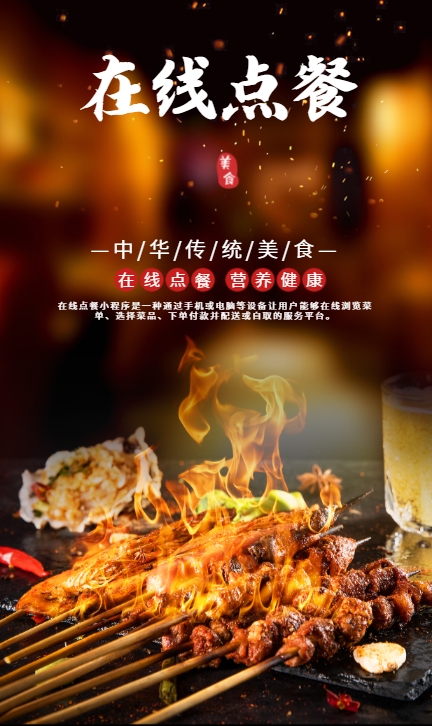 在线点餐
美食
—中/华/传/统/美/食—
在线点餐 营养健康
在线点餐小程序是一种通过手机或电脑等设备让用户能够在线浏览菜
单、选择菜品、下单付款并配送或自取的服务平台。